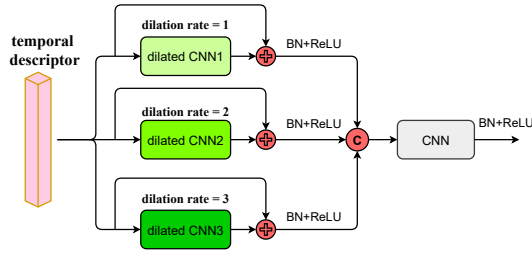 temporal
descriptor
dilation rate = 1
dilated CNN1
BN+ReLU
dilation rate = 2
dilated CNN2
BN+ReLU
C
CNN
BN+ReLU
dilation rate = 3
dilated CNN3
BN+ReLU